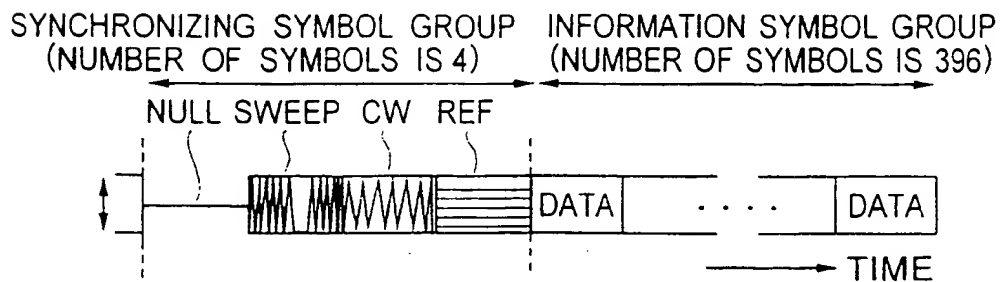 SYNCHRONIZING SYMBOL GROUP
(NUMBER OF SYMBOLS IS 4)
INFORMATION SYMBOL GROUP
(NUMBER OF SYMBOLS IS 396)
NULL SWEEP CW REF
DATA . . . . DATA
TIME